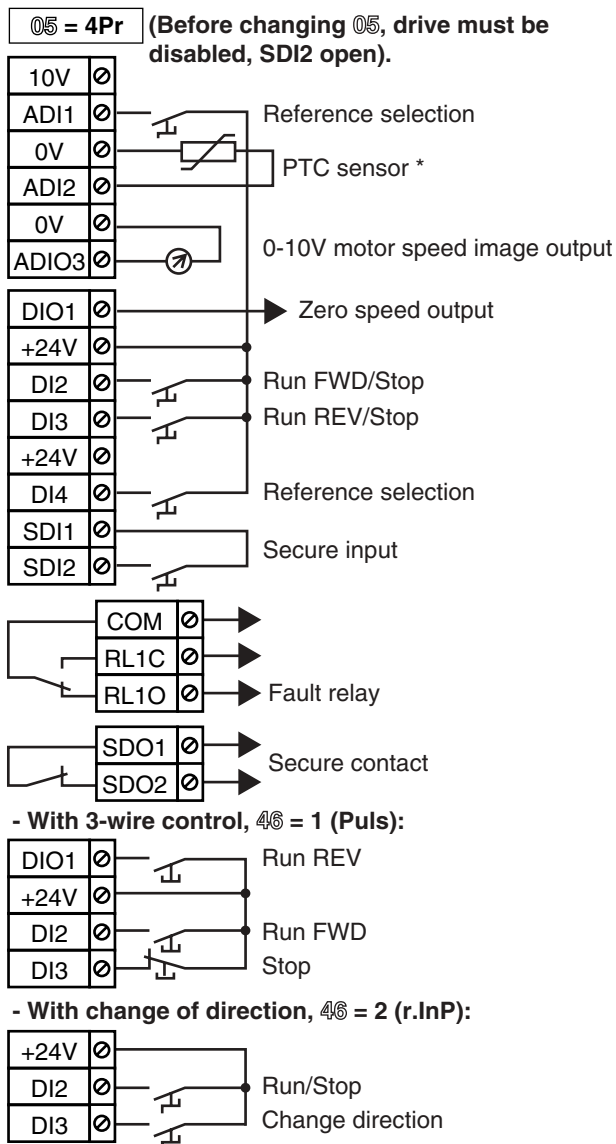 05 = 4Pr (Before changing 05, drive must be
disabled, SDI2 open).
10V
ADI1 Reference selection
0V
PTC sensor *
ADI2
0V
0-10V motor speed image output
ADIO3
DIO1 Zero speed output
+24V
DI2 Run FWD/Stop
DI3 Run REV/Stop
+24V
DI4 Reference selection
SDI1
Secure input
SDI2
COM
RL1C
RL1O Fault relay
SDO1
Secure contact
SDO2
- With 3-wire control, 46 = 1 (Puls):
DIO1 Run REV
+24V
DI2 Run FWD
DI3 Stop
- With change of direction, 46 = 2 (r.InP):
+24V
DI2 Run/Stop
DI3 Change direction